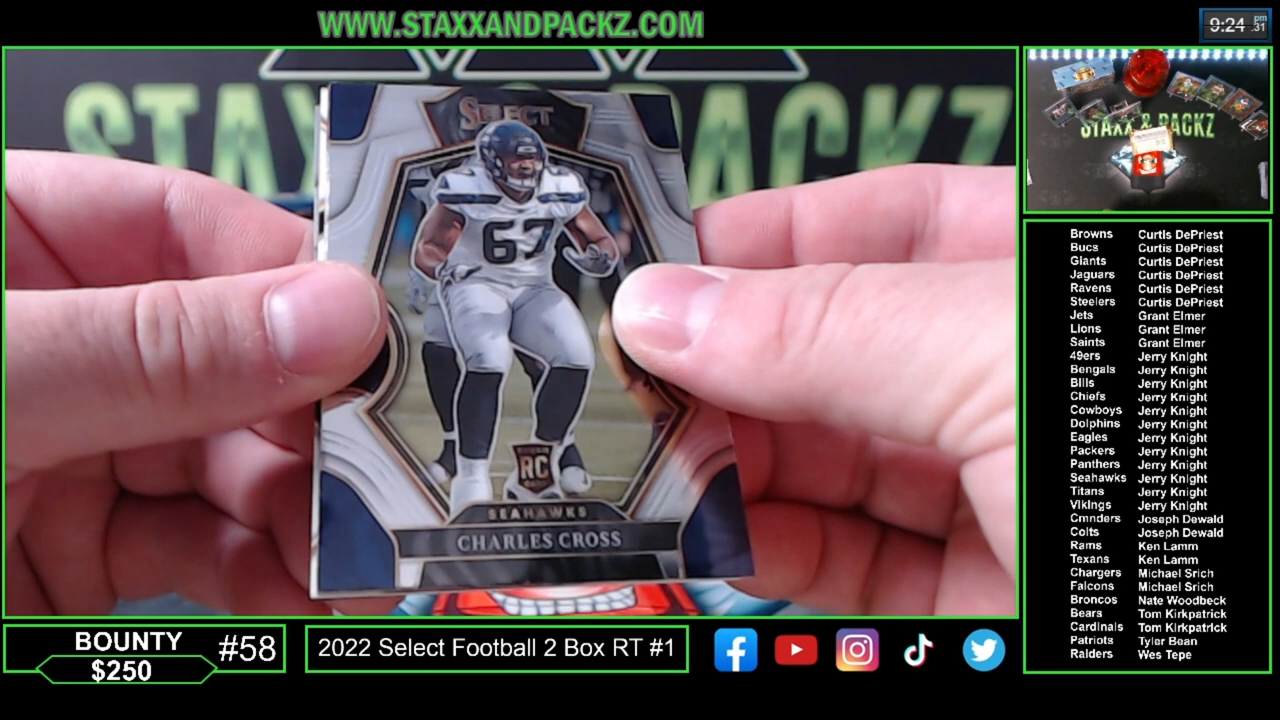 WWW.STAXXANDPACKZ.COM
9:24 pm
.31
STAXX & PACKZ
SELECT
67
RC
SEAHAWKS
CHARLES CROSS
STAXX & PACKZ
Browns Curtis DePriest
Bucs Curtis DePriest
Giants Curtis DePriest
Jaguars Curtis DePriest
Ravens Curtis DePriest
Steelers Curtis DePriest
Jets Grant Elmer
Lions Grant Elmer
Saints Grant Elmer
49ers Jerry Knight
Bengals Jerry Knight
Bills Jerry Knight
Chiefs Jerry Knight
Cowboys Jerry Knight
Dolphins Jerry Knight
Eagles Jerry Knight
Packers Jerry Knight
Panthers Jerry Knight
Seahawks Jerry Knight
Titans Jerry Knight
Vikings Jerry Knight
Cmnders Joseph Dewald
Colts Joseph Dewald
Rams Ken Lamm
Texans Ken Lamm
Chargers Michael Srich
Falcons Michael Srich
Broncos Nate Woodbeck
Bears Tom Kirkpatrick
Cardinals Tom Kirkpatrick
Patriots Tyler Bean
Raiders Wes Tepe
BOUNTY
$250
#58
2022 Select Football 2 Box RT #1